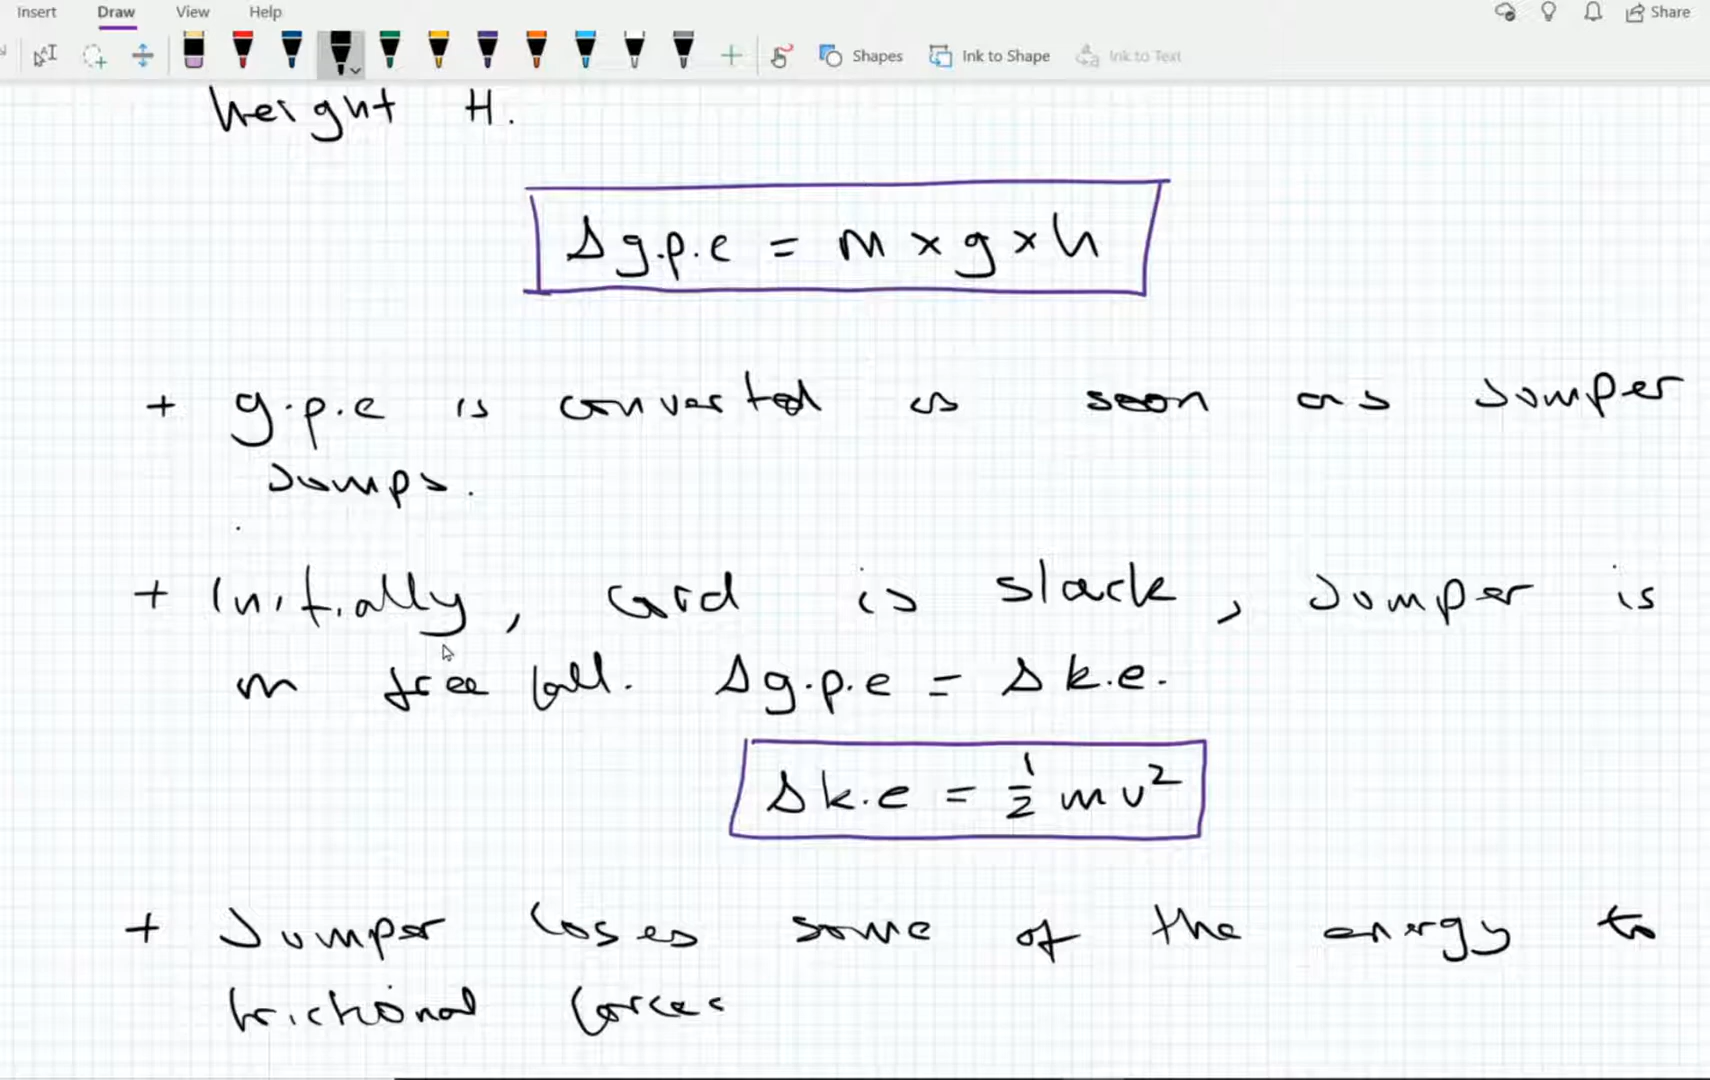 Insert Draw View Help Share
Shapes Ink to Shape Ink to Text
height H.
Δg.p.e = m × g × h
+ g.p.e is converted as soon as Jumper
Jumps.
+ Initially, cord is slack, Jumper is
in free fall. Δg.p.e = Δk.e.
Δk.e = 1/2 mv²
+ Jumper loses some of the energy to
frictional forces